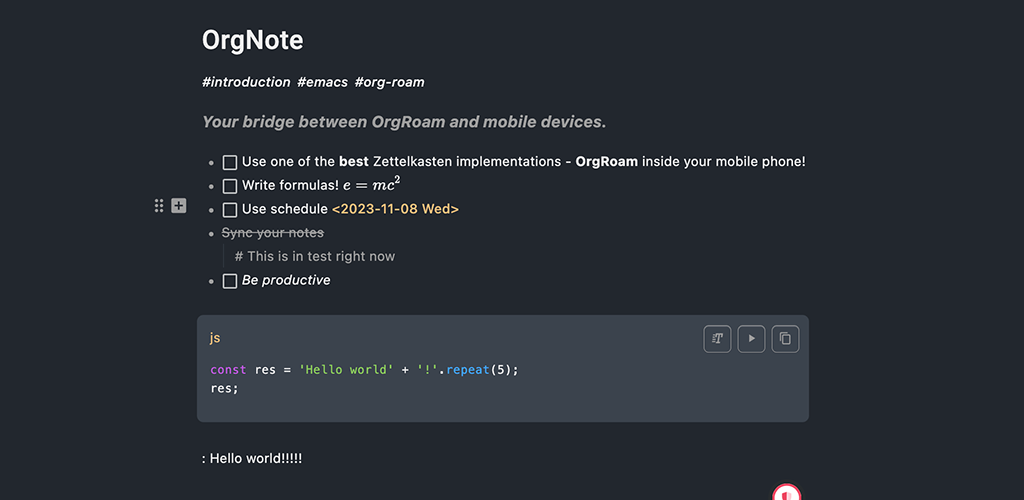 OrgNote
#introduction #emacs #org-roam
Your bridge between OrgRoam and mobile devices.
Use one of the best Zettelkasten implementations - OrgRoam inside your mobile phone!
Write formulas! e = mc²
Use schedule <2023-11-08 Wed>
Sync your notes
# This is in test right now
Be productive
js
const res = 'Hello world' + '!'.repeat(5);
res;
: Hello world!!!!!